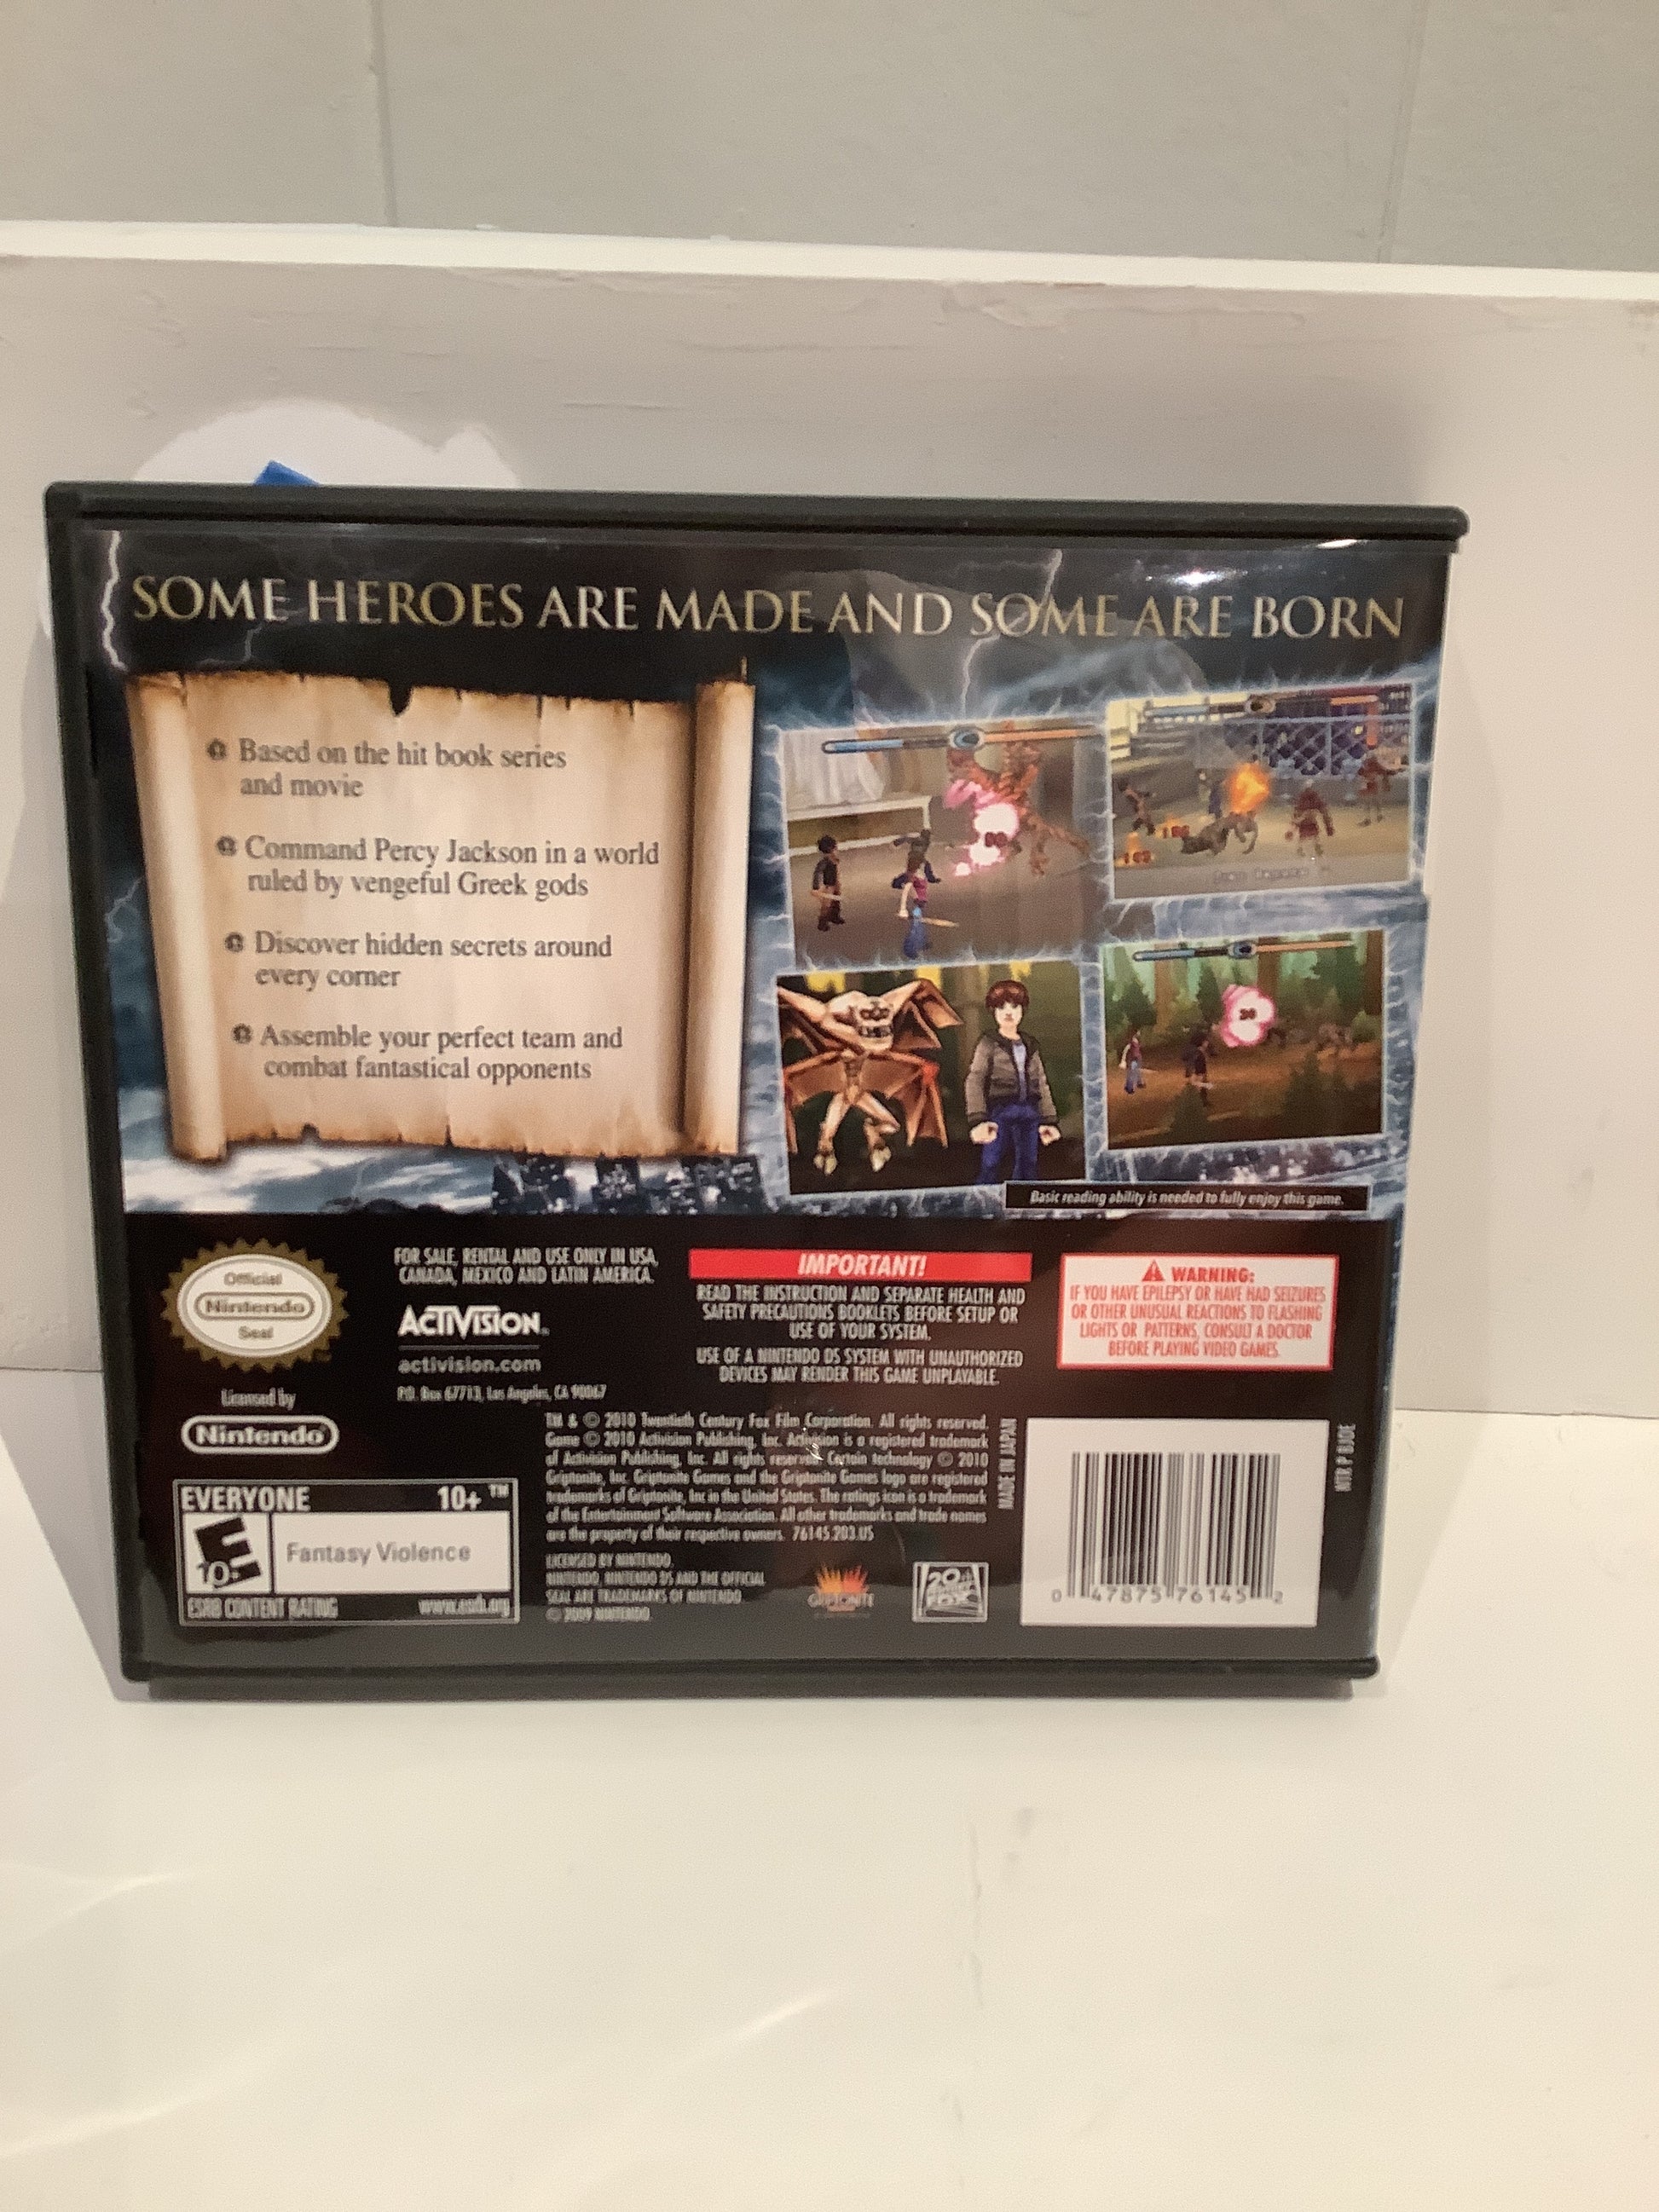 SOME HEROES ARE MADE AND SOME ARE BORN
Based on the hit book series
and movie
Command Percy Jackson in a world
ruled by vengeful Greek gods
Discover hidden secrets around
every corner
Assemble your perfect team and
combat fantastical opponents
Basic reading ability is needed to fully enjoy this game.
Official
Nintendo
Seal
Licensed by
Nintendo
FOR SALE, RENTAL AND USE ONLY IN USA,
CANADA, MEXICO AND LATIN AMERICA.
ACTIVISION
activision.com
P.O. Box 67713, Los Angeles, CA 90067
IMPORTANT!
READ THE INSTRUCTION AND SEPARATE HEALTH AND
SAFETY PRECAUTIONS BOOKLETS BEFORE SETUP OR
USE OF YOUR SYSTEM.
USE OF A NINTENDO DS SYSTEM WITH UNAUTHORIZED
DEVICES MAY RENDER THIS GAME UNPLAYABLE.
WARNING:
IF YOU HAVE EPILEPSY OR HAVE HAD SEIZURES
OR OTHER UNUSUAL REACTIONS TO FLASHING
LIGHTS OR PATTERNS, CONSULT A DOCTOR
BEFORE PLAYING VIDEO GAMES.
EVERYONE 10+ ™
E
10+
Fantasy Violence
ESRB CONTENT RATING www.esrb.org
TM & © 2010 Twentieth Century Fox Film Corporation. All rights reserved.
Game © 2010 Activision Publishing, Inc. Activision is a registered trademark
of Activision Publishing, Inc. All rights reserved. Certain technology © 2010
Griptonite, Inc. Griptonite Games and the Griptonite Games logo are registered
trademarks of Griptonite, Inc in the United States. The ratings icon is a trademark
of the Entertainment Software Association. All other trademarks and trade names
are the property of their respective owners. 76145.203.US
LICENSED BY NINTENDO.
NINTENDO, NINTENDO DS AND THE OFFICIAL
SEAL ARE TRADEMARKS OF NINTENDO.
© 2009 NINTENDO.
GRIPTONITE
20th
CENTURY
FOX
MADE IN JAPAN
0 47875 76145 2